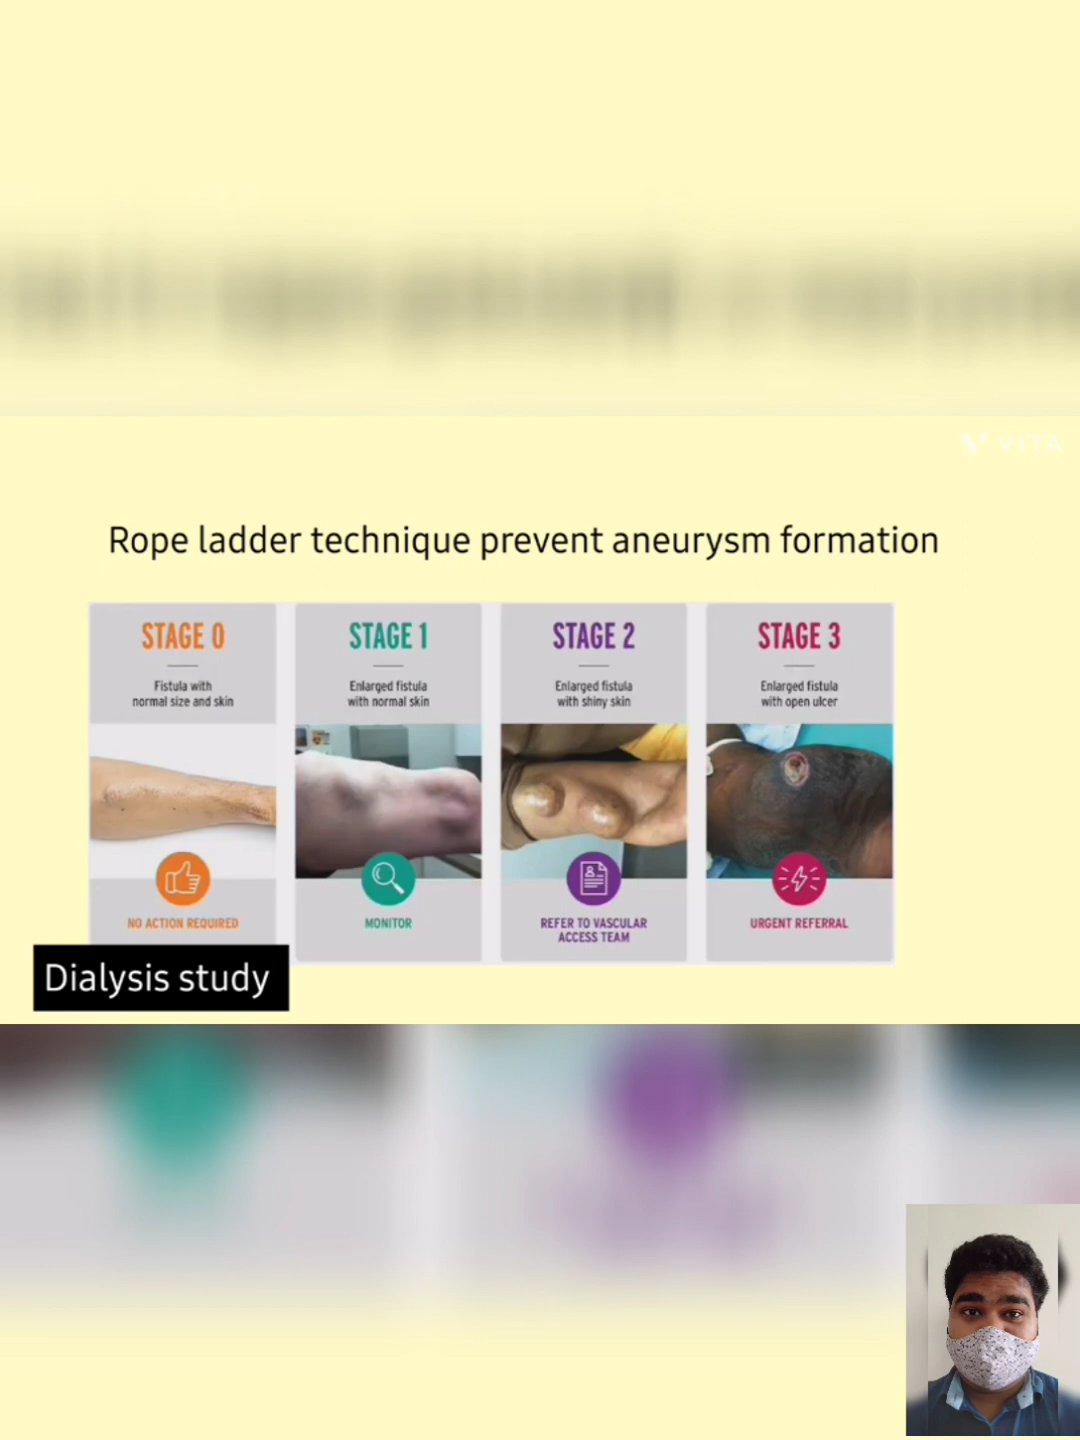 VITA
Rope ladder technique prevent aneurysm formation
STAGE 0
Fistula with
normal size and skin
NO ACTION REQUIRED
STAGE 1
Enlarged fistula
with normal skin
MONITOR
STAGE 2
Enlarged fistula
with shiny skin
REFER TO VASCULAR
ACCESS TEAM
STAGE 3
Enlarged fistula
with open ulcer
URGENT REFERRAL
Dialysis study